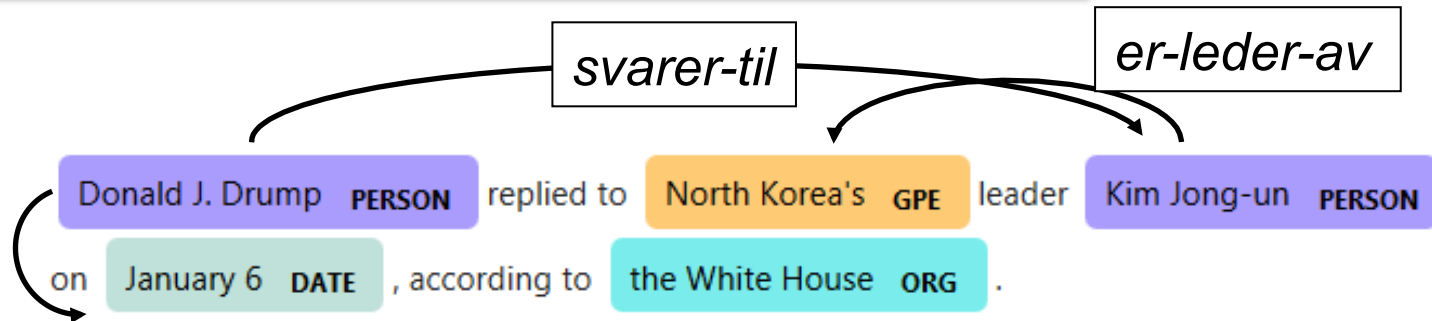 svarer-til
er-leder-av
Donald J. Drump PERSON replied to North Korea's GPE leader Kim Jong-un PERSON
on January 6 DATE , according to the White House ORG .